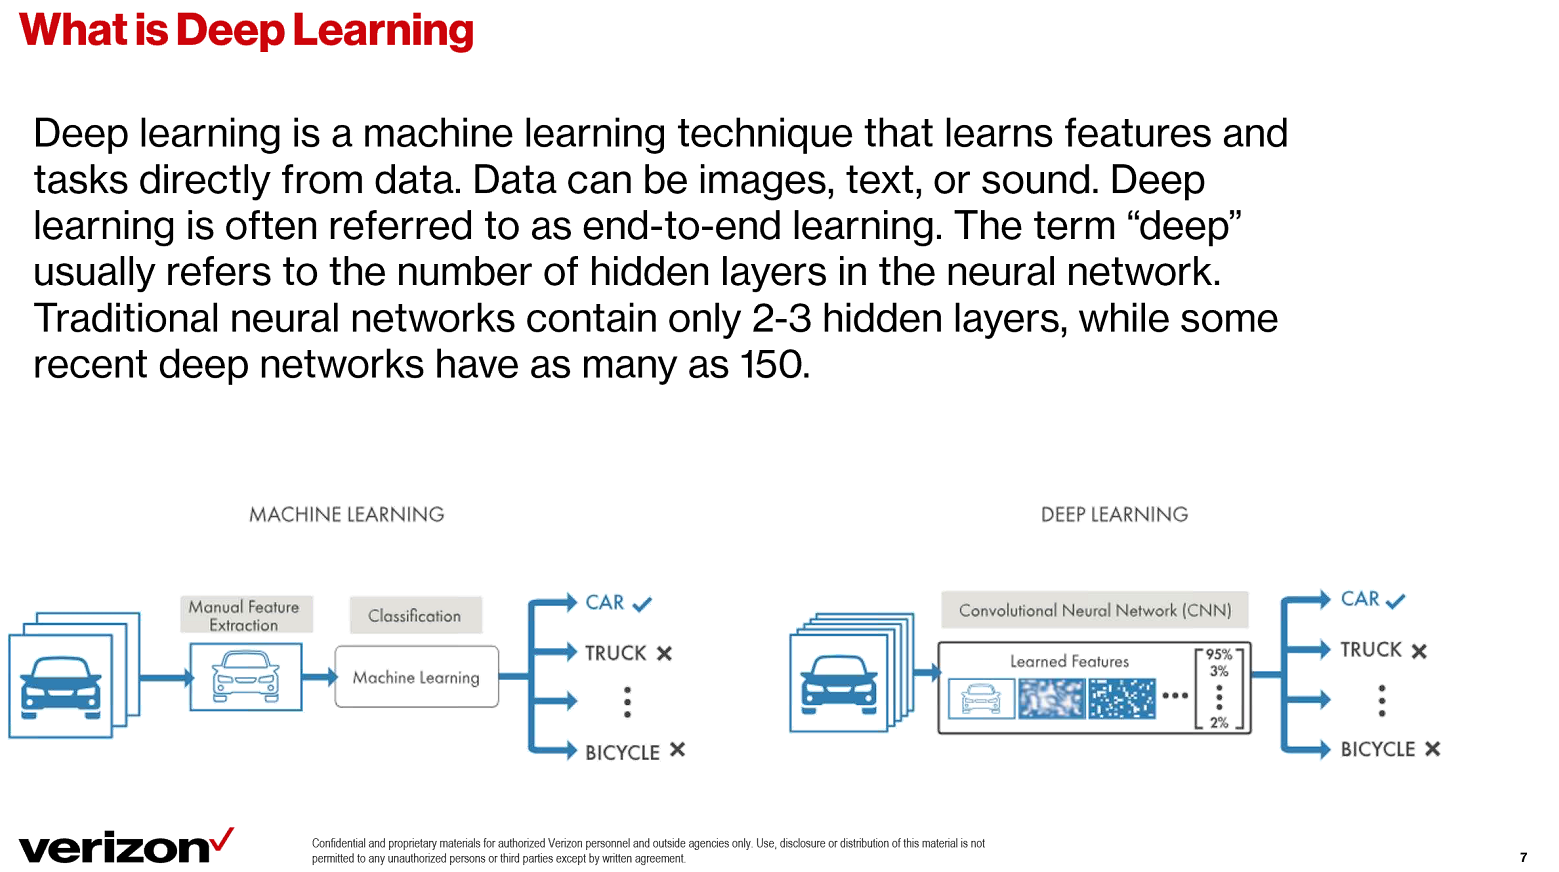 What is Deep Learning
Deep learning is a machine learning technique that learns features and
tasks directly from data. Data can be images, text, or sound. Deep
learning is often referred to as end-to-end learning. The term “deep”
usually refers to the number of hidden layers in the neural network.
Traditional neural networks contain only 2-3 hidden layers, while some
recent deep networks have as many as 150.
MACHINE LEARNING
Manual Feature
Extraction
Classification
Machine Learning
CAR
TRUCK
BICYCLE
DEEP LEARNING
Convolutional Neural Network (CNN)
Learned Features
95%
3%
2%
CAR
TRUCK
BICYCLE
verizon
Confidential and proprietary materials for authorized Verizon personnel and outside agencies only. Use, disclosure or distribution of this material is not
permitted to any unauthorized persons or third parties except by written agreement.
7